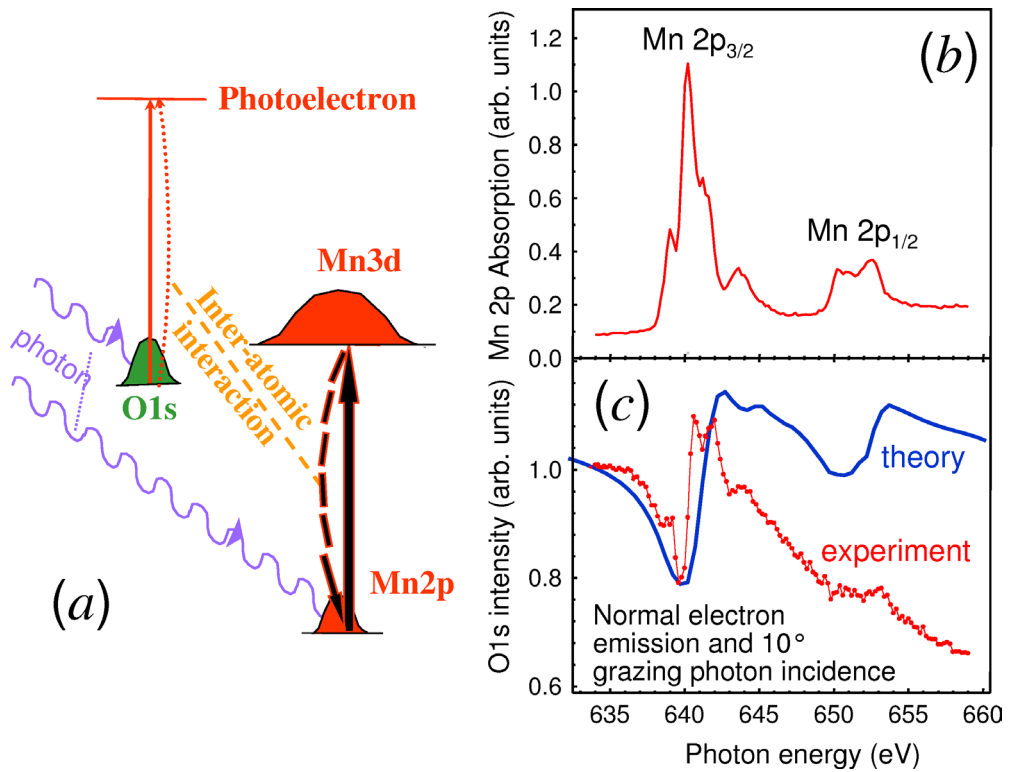 Photoelectron
Mn3d
Inter-atomic
interaction
photon
O1s
Mn2p
(a)
Mn 2p3/2
(b)
Mn 2p1/2
Mn 2p Absorption (arb. units)
1.2
1.0
0.8
0.6
0.4
0.2
0.0
(c)
theory
experiment
Normal electron
emission and 10°
grazing photon incidence
O1s intensity (arb. units)
1.0
0.8
0.6
635 640 645 650 655 660
Photon energy (eV)